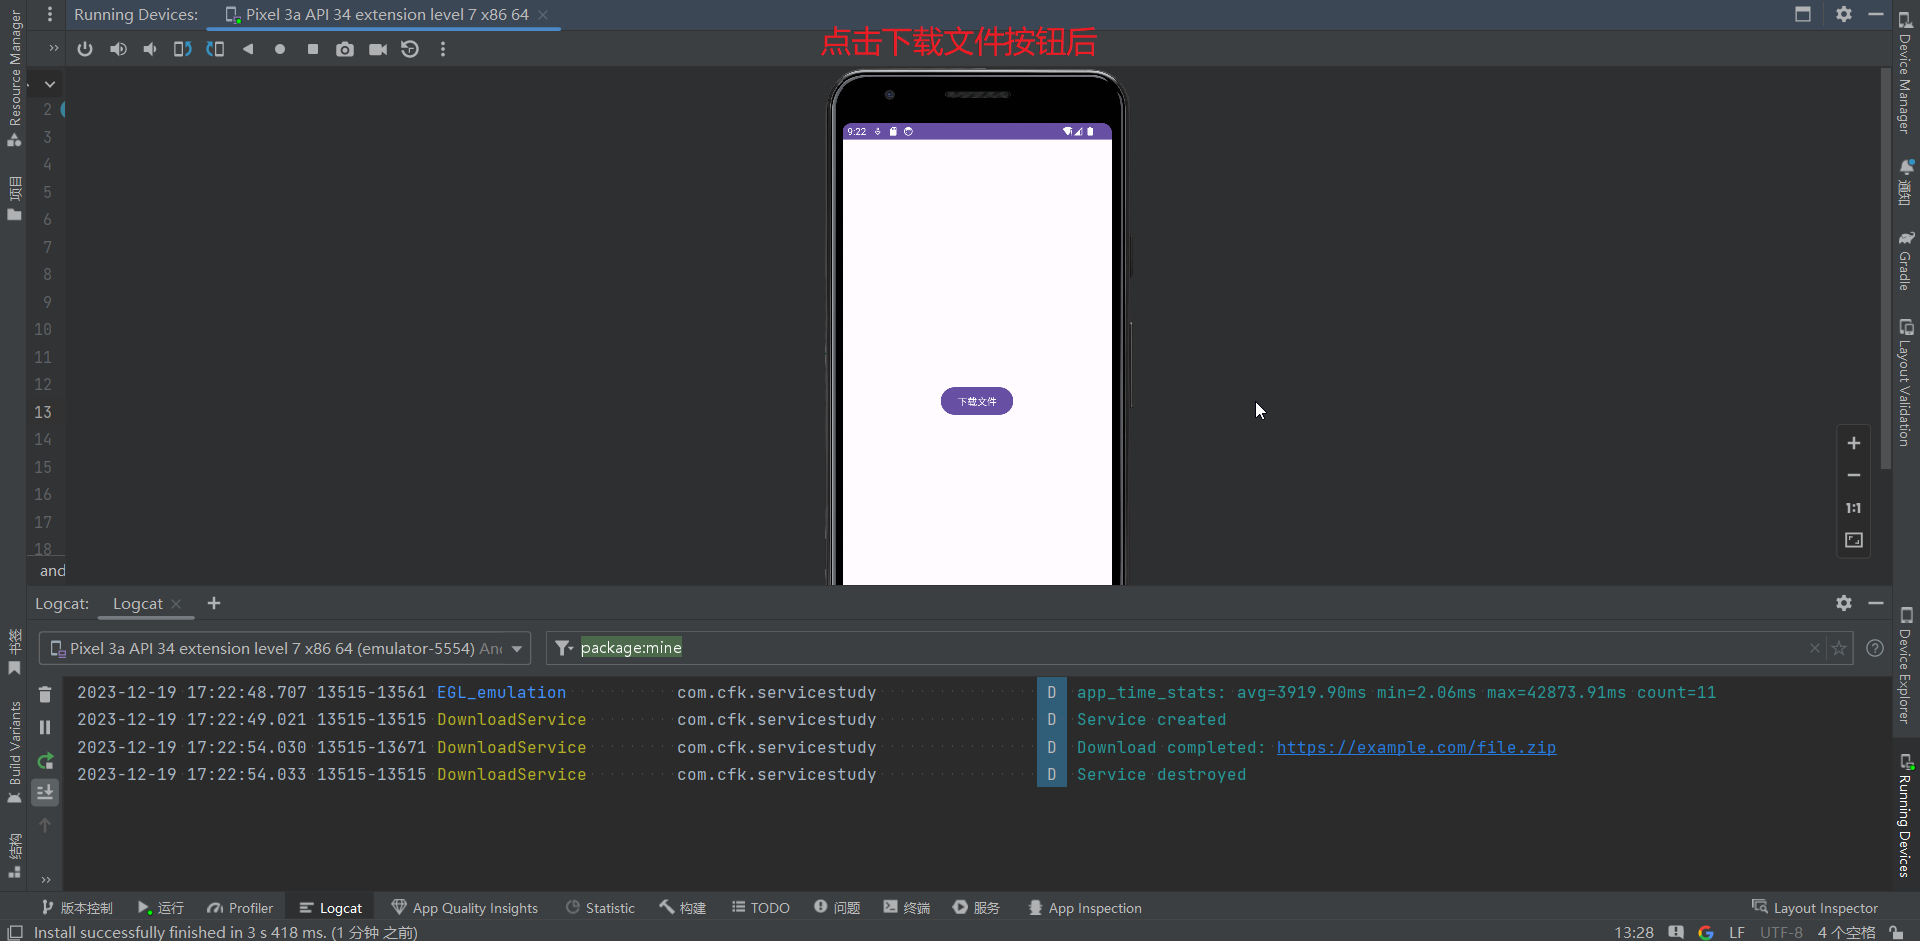 Running Devices: Pixel 3a API 34 extension level 7 x86 64
点击下载文件按钮后
9:22
下载文件
2
3
4
5
6
7
8
9
10
11
12
13
14
15
16
17
18
and
1:1
Resource Manager
项目
书签
Build Variants
结构
Device Manager
通知
Gradle
Layout Validation
Device Explorer
Running Devices
Logcat: Logcat
Pixel 3a API 34 extension level 7 x86 64 (emulator-5554) And
package:mine
2023-12-19 17:22:48.707 13515-13561 EGL_emulation com.cfk.servicestudy D app_time_stats: avg=3919.90ms min=2.06ms max=42873.91ms count=11
2023-12-19 17:22:49.021 13515-13515 DownloadService com.cfk.servicestudy D Service created
2023-12-19 17:22:54.030 13515-13671 DownloadService com.cfk.servicestudy D Download completed: https://example.com/file.zip
2023-12-19 17:22:54.033 13515-13515 DownloadService com.cfk.servicestudy D Service destroyed
版本控制 运行 Profiler Logcat App Quality Insights Statistic 构建 TODO 问题 终端 服务 App Inspection Layout Inspector
Install successfully finished in 3 s 418 ms. (1 分钟 之前) 13:28 LF UTF-8 4 个空格